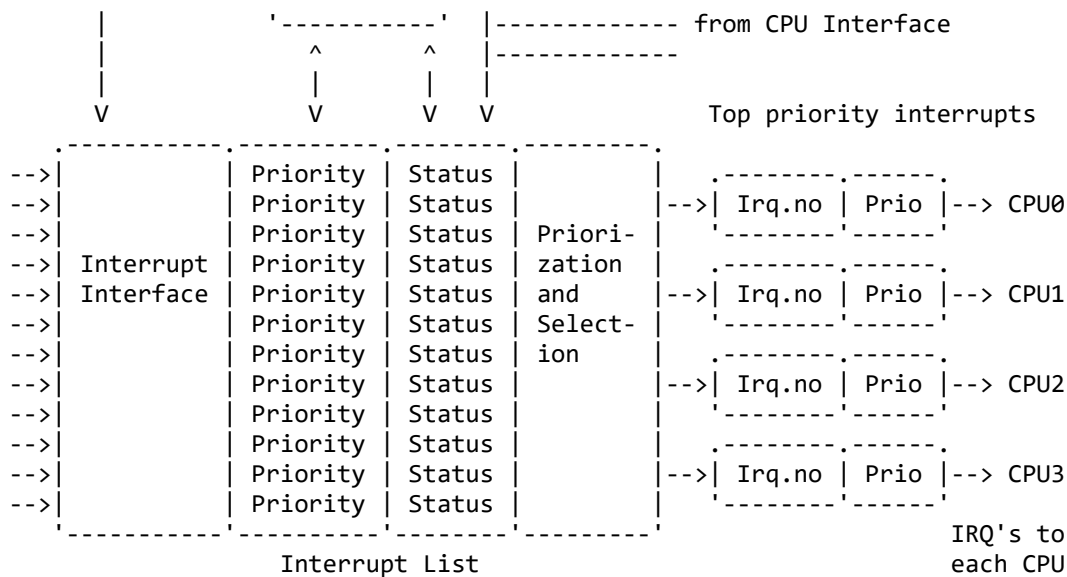 from CPU Interface
Top priority interrupts
Priority Status
Priority Status Irq.no Prio --> CPU0
Priority Status Priori-
Interrupt Priority Status zation
Interface Priority Status and Irq.no Prio --> CPU1
Priority Status Select-
Priority Status ion
Priority Status Irq.no Prio --> CPU2
Priority Status
Priority Status
Priority Status Irq.no Prio --> CPU3
Priority Status
IRQ's to
Interrupt List each CPU